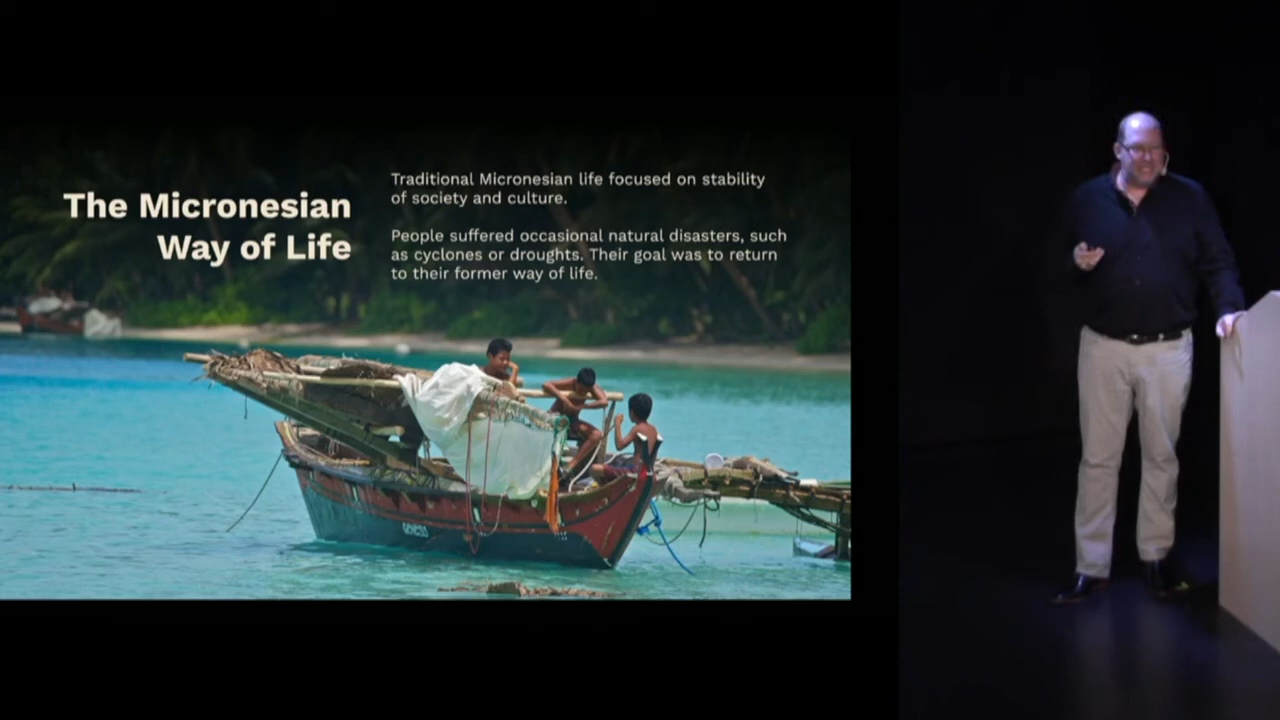 The Micronesian
Way of Life
Traditional Micronesian life focused on stability
of society and culture.
People suffered occasional natural disasters, such
as cyclones or droughts. Their goal was to return
to their former way of life.